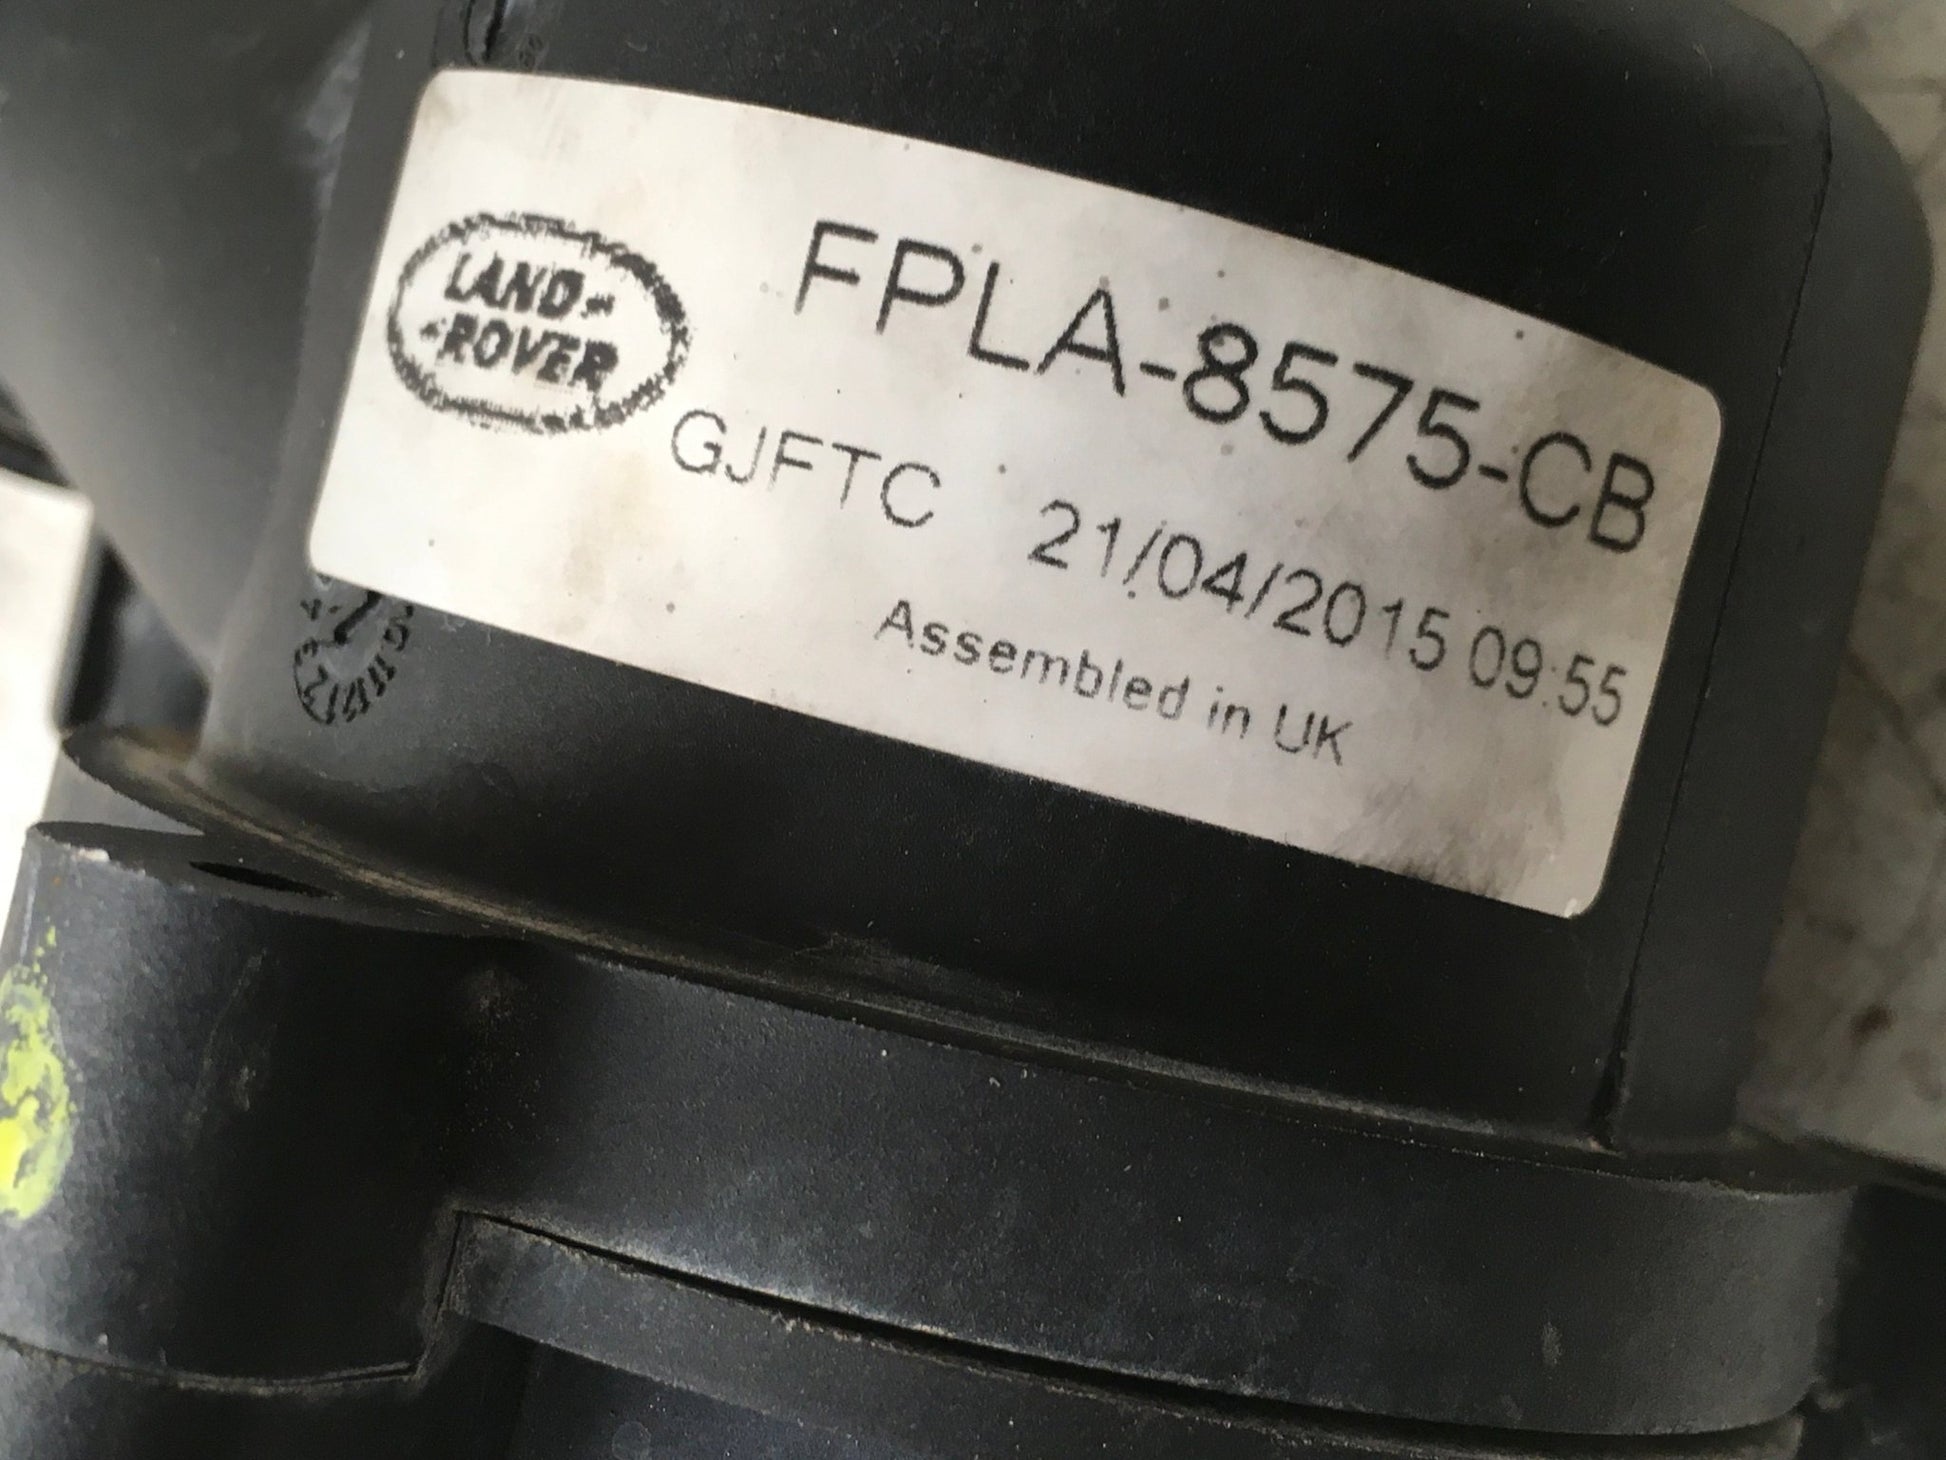 LAND-
-ROVER
FPLA-8575-CB
GJFTC 21/04/2015 09:55
Assembled in UK